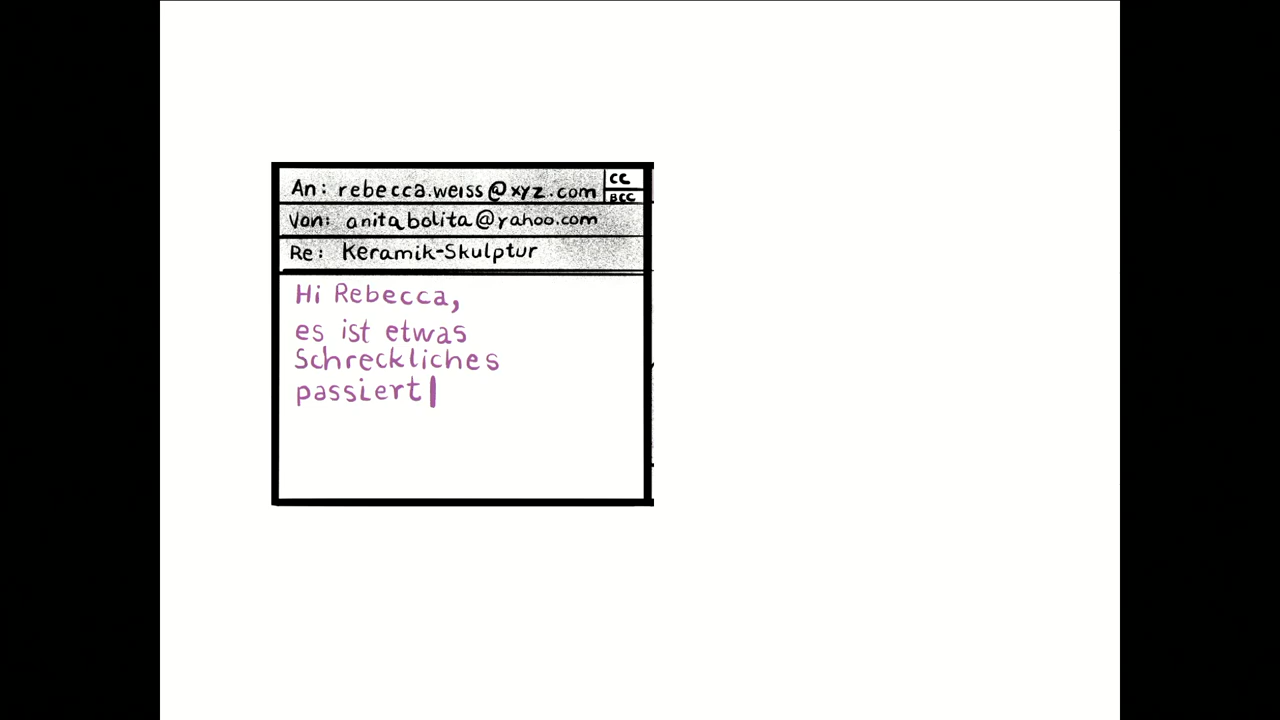 An: rebecca.weiss@xyz.com CC
BCC
Von: anitabolita@yahoo.com
Re: Keramik-Skulptur
Hi Rebecca,
es ist etwas
Schreckliches
passiert